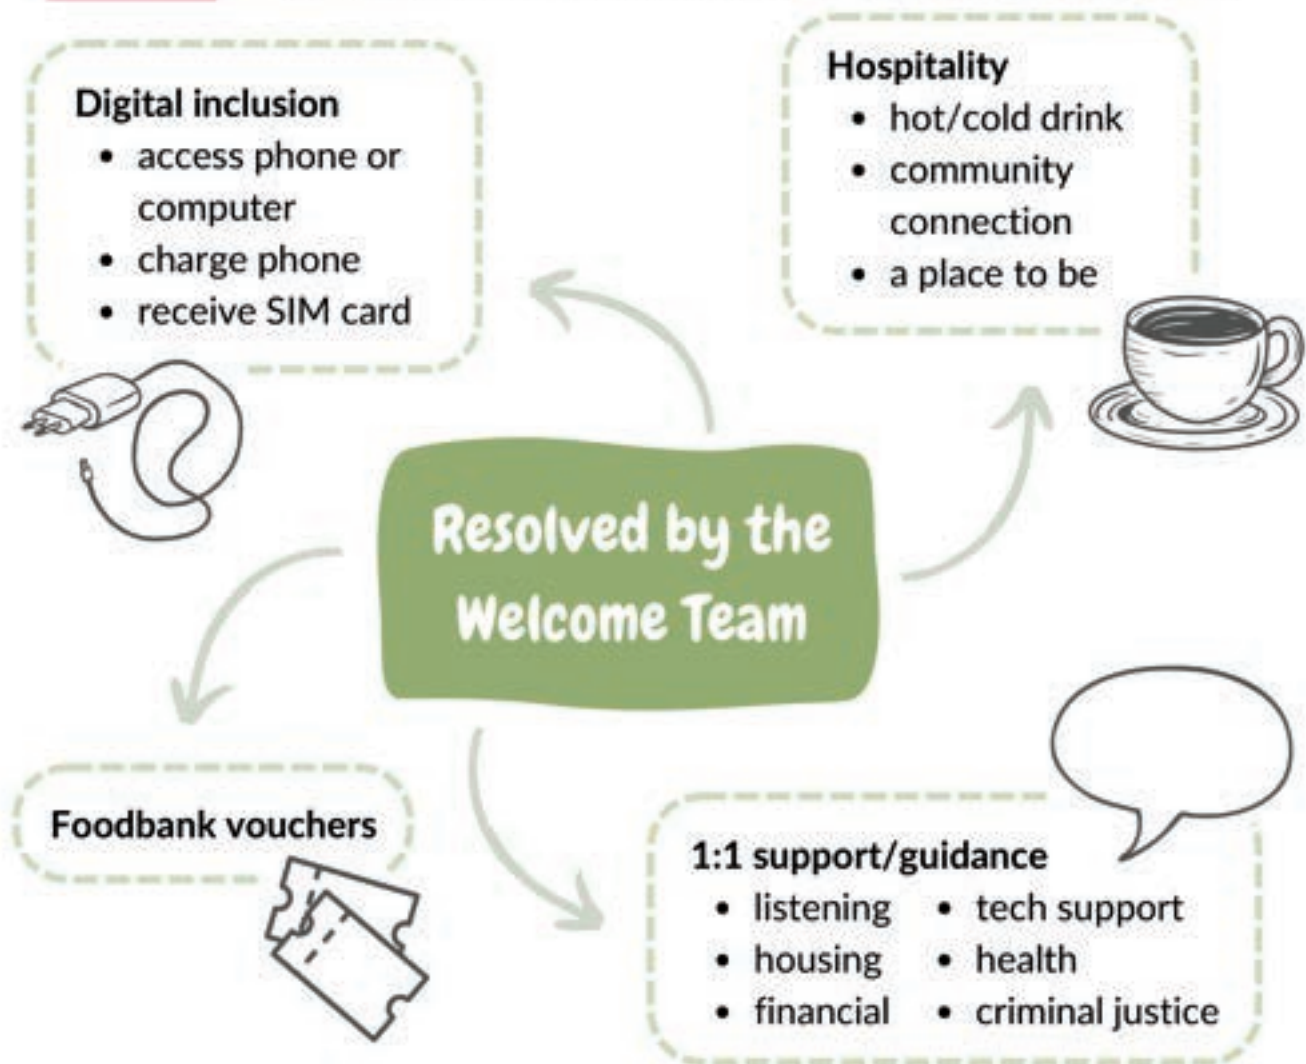 Digital inclusion
• access phone or
computer
• charge phone
• receive SIM card
Hospitality
• hot/cold drink
• community
connection
• a place to be
Resolved by the
Welcome Team
Foodbank vouchers
1:1 support/guidance
• listening
• housing
• financial
• tech support
• health
• criminal justice